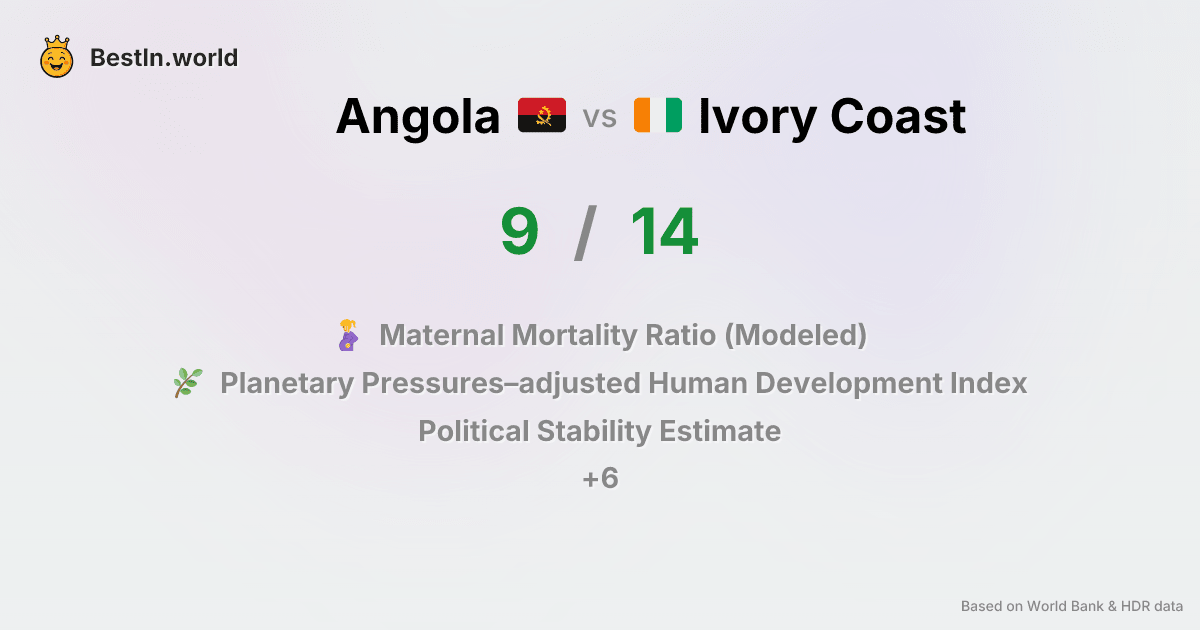 BestIn.world
Angola vs Ivory Coast
9 / 14
Maternal Mortality Ratio (Modeled)
Planetary Pressures–adjusted Human Development Index
Political Stability Estimate
+6
Based on World Bank & HDR data